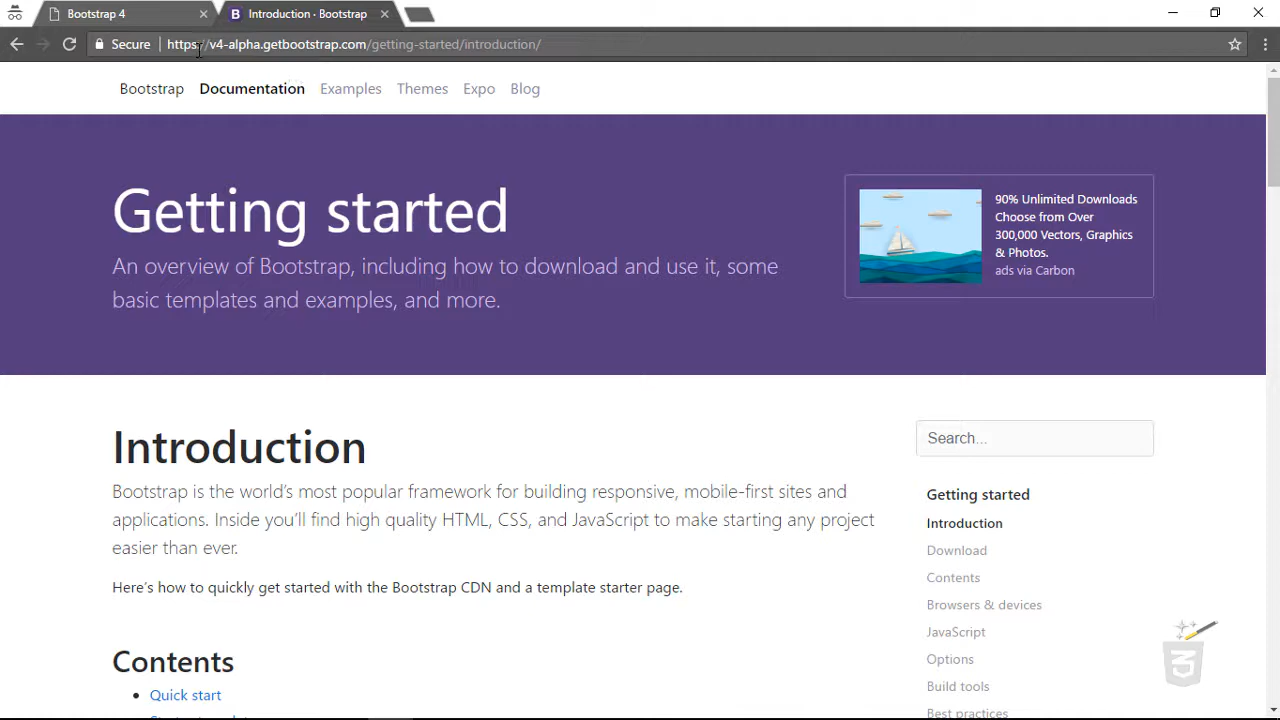 Bootstrap 4
Introduction · Bootstrap
Secure
https://v4-alpha.getbootstrap.com/getting-started/introduction/
Bootstrap
Documentation
Examples
Themes
Expo
Blog
Getting started
An overview of Bootstrap, including how to download and use it, some
basic templates and examples, and more.
90% Unlimited Downloads
Choose from Over
300,000 Vectors, Graphics
& Photos.
ads via Carbon
Introduction
Bootstrap is the world's most popular framework for building responsive, mobile-first sites and
applications. Inside you'll find high quality HTML, CSS, and JavaScript to make starting any project
easier than ever.
Here's how to quickly get started with the Bootstrap CDN and a template starter page.
Contents
Quick start
Search...
Getting started
Introduction
Download
Contents
Browsers & devices
JavaScript
Options
Build tools
Best practices